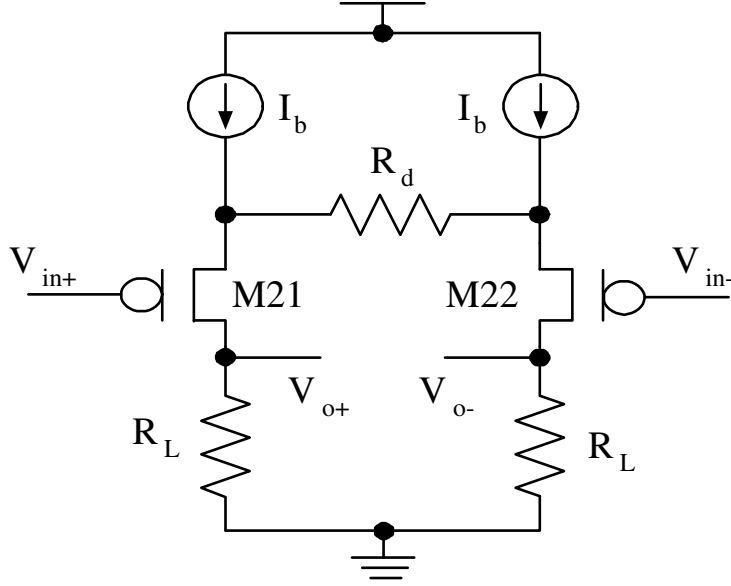 I_b
I_b
R_d
V_in+
M21
M22
V_in-
V_o+
V_o-
R_L
R_L